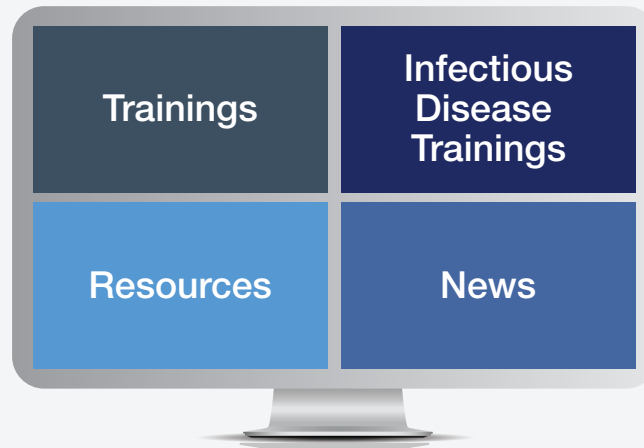 Trainings
Infectious
Disease
Trainings
Resources
News